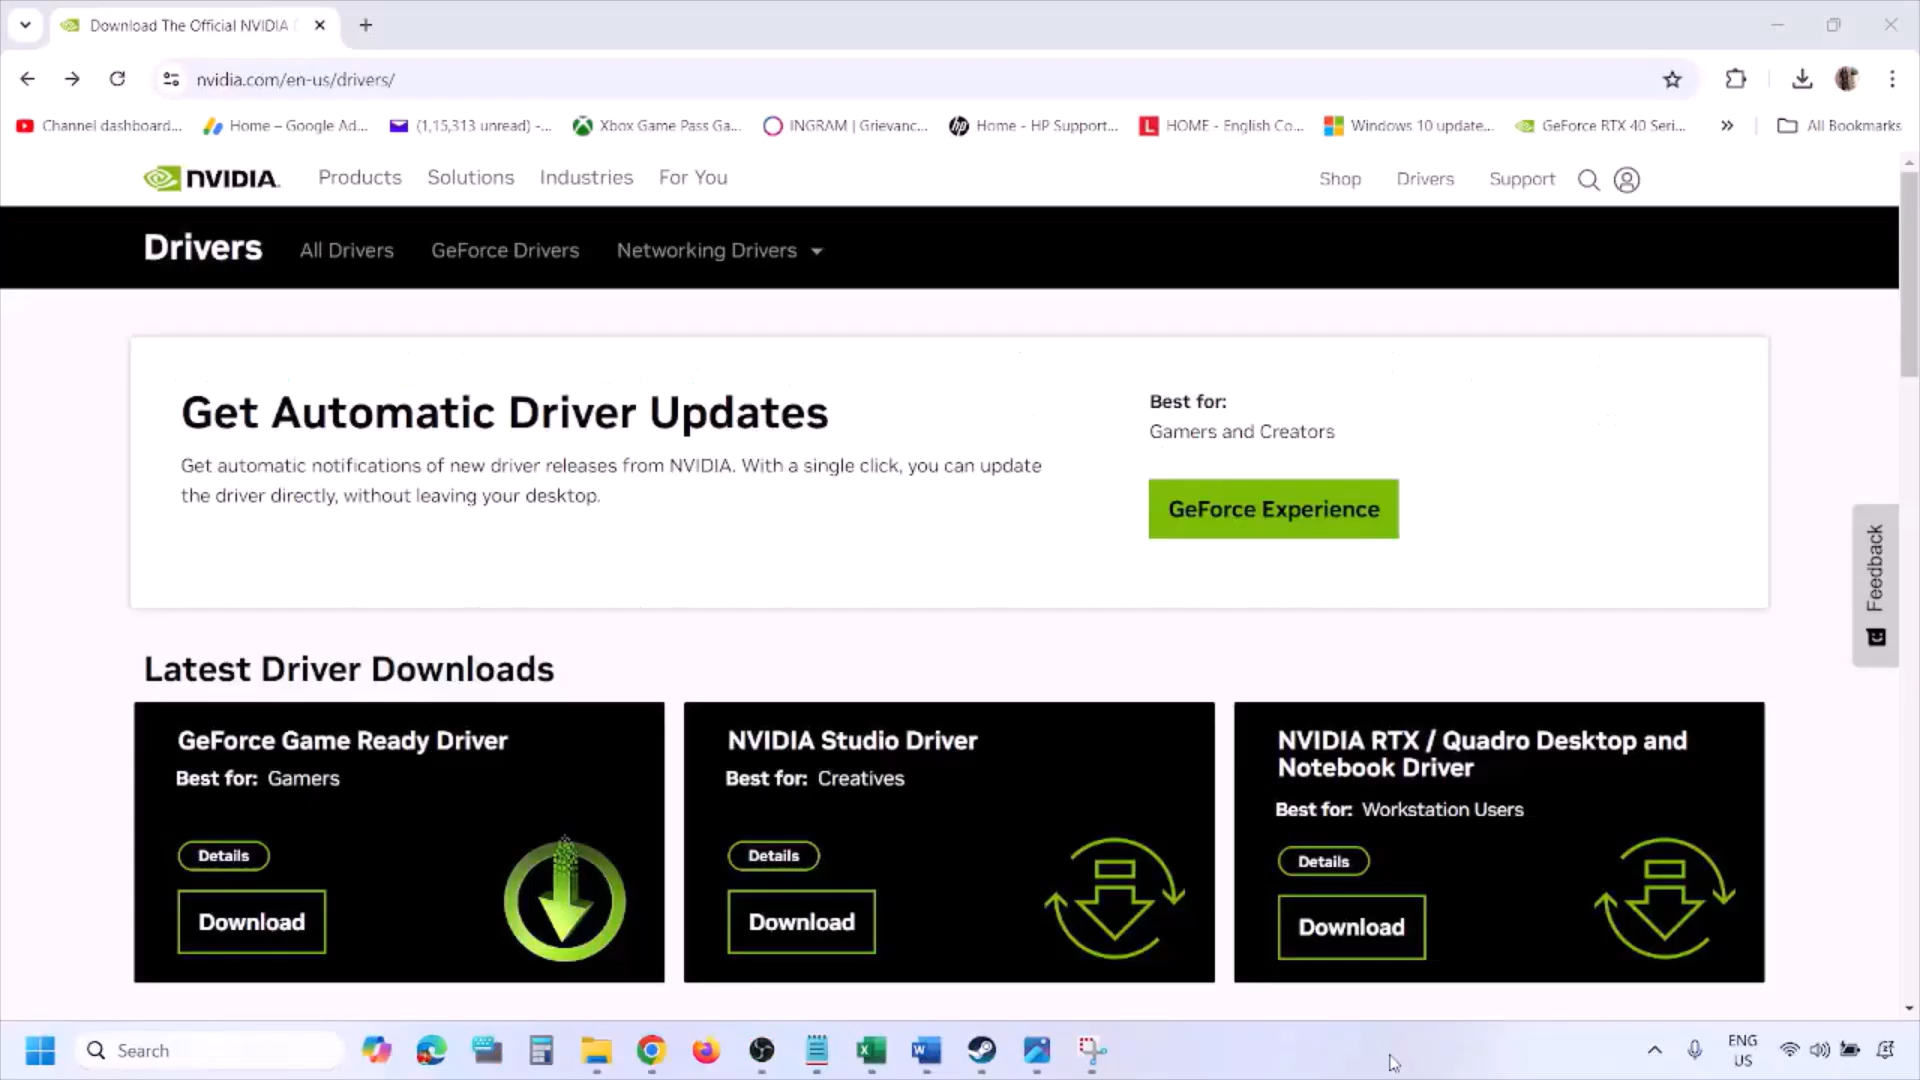 Download The Official NVIDIA
nvidia.com/en-us/drivers/
Channel dashboard...
Home – Google Ad...
(1,15,313 unread) -...
Xbox Game Pass Ga...
INGRAM | Grievanc...
Home - HP Support...
HOME - English Co...
Windows 10 update...
GeForce RTX 40 Seri...
All Bookmarks
NVIDIA.
Products
Solutions
Industries
For You
Shop
Drivers
Support
Drivers
All Drivers
GeForce Drivers
Networking Drivers
Get Automatic Driver Updates
Get automatic notifications of new driver releases from NVIDIA. With a single click, you can update
the driver directly, without leaving your desktop.
Best for:
Gamers and Creators
GeForce Experience
Feedback
Latest Driver Downloads
GeForce Game Ready Driver
Best for: Gamers
Details
Download
NVIDIA Studio Driver
Best for: Creatives
Details
Download
NVIDIA RTX / Quadro Desktop and
Notebook Driver
Best for: Workstation Users
Details
Download
Search
ENG
US